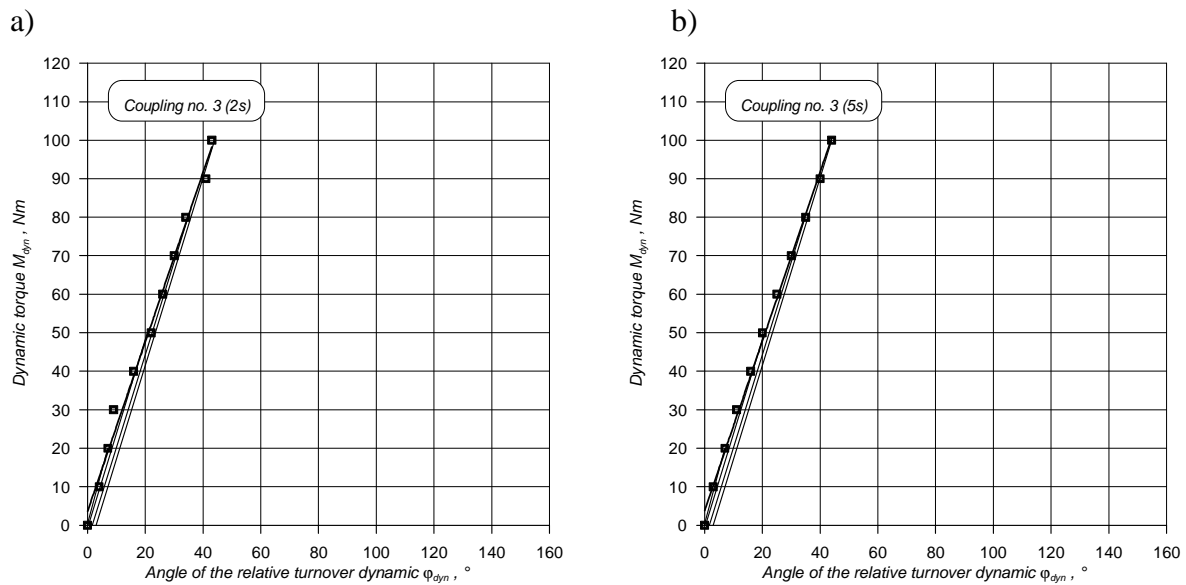 a)
Coupling no. 3 (2s)
Dynamic torque M_dyn , Nm
120
110
100
90
80
70
60
50
40
30
20
10
0
0 20 40 60 80 100 120 140 160
Angle of the relative turnover dynamic φ_dyn , °
b)
Coupling no. 3 (5s)
Dynamic torque M_dyn , Nm
120
110
100
90
80
70
60
50
40
30
20
10
0
0 20 40 60 80 100 120 140 160
Angle of the relative turnover dynamic φ_dyn , °